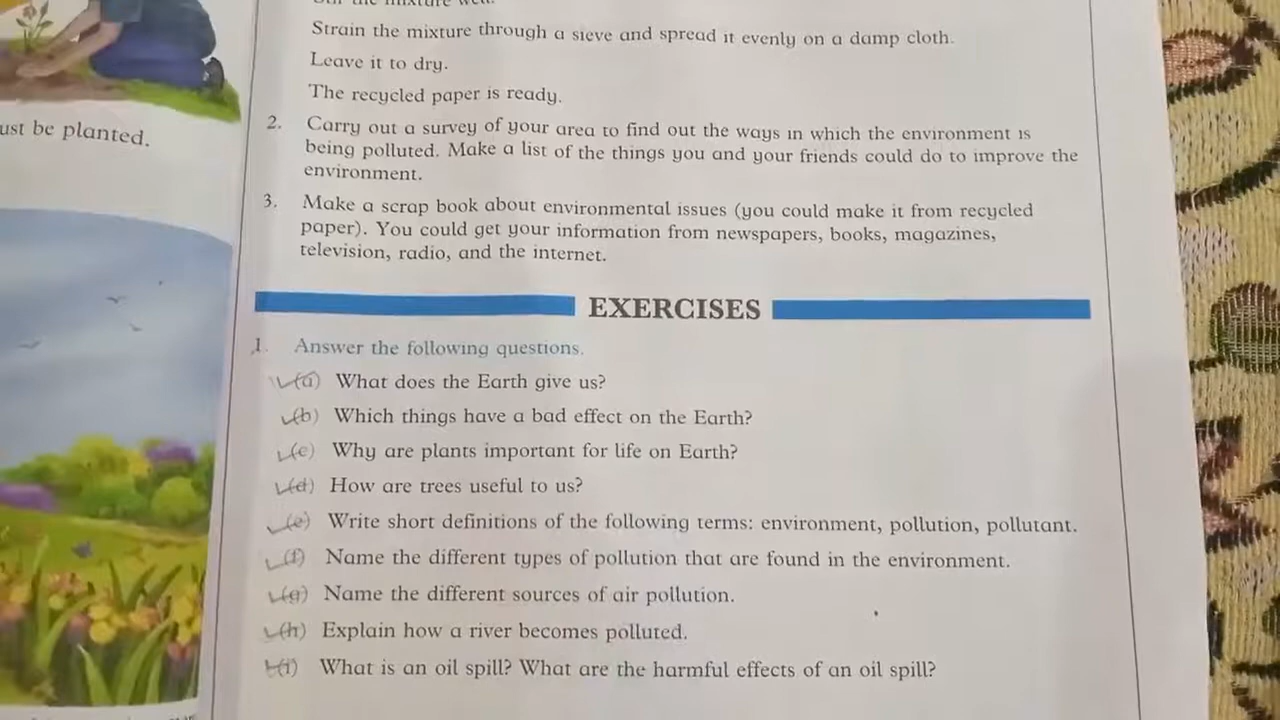 Stir the mixture well.
Strain the mixture through a sieve and spread it evenly on a damp cloth.
Leave it to dry.
The recycled paper is ready.
ust be planted.
2. Carry out a survey of your area to find out the ways in which the environment is
being polluted. Make a list of the things you and your friends could do to improve the
environment.
3. Make a scrap book about environmental issues (you could make it from recycled
paper). You could get your information from newspapers, books, magazines,
television, radio, and the internet.
EXERCISES
1. Answer the following questions.
(a) What does the Earth give us?
(b) Which things have a bad effect on the Earth?
(c) Why are plants important for life on Earth?
(d) How are trees useful to us?
(e) Write short definitions of the following terms: environment, pollution, pollutant.
(f) Name the different types of pollution that are found in the environment.
(g) Name the different sources of air pollution.
(h) Explain how a river becomes polluted.
(i) What is an oil spill? What are the harmful effects of an oil spill?